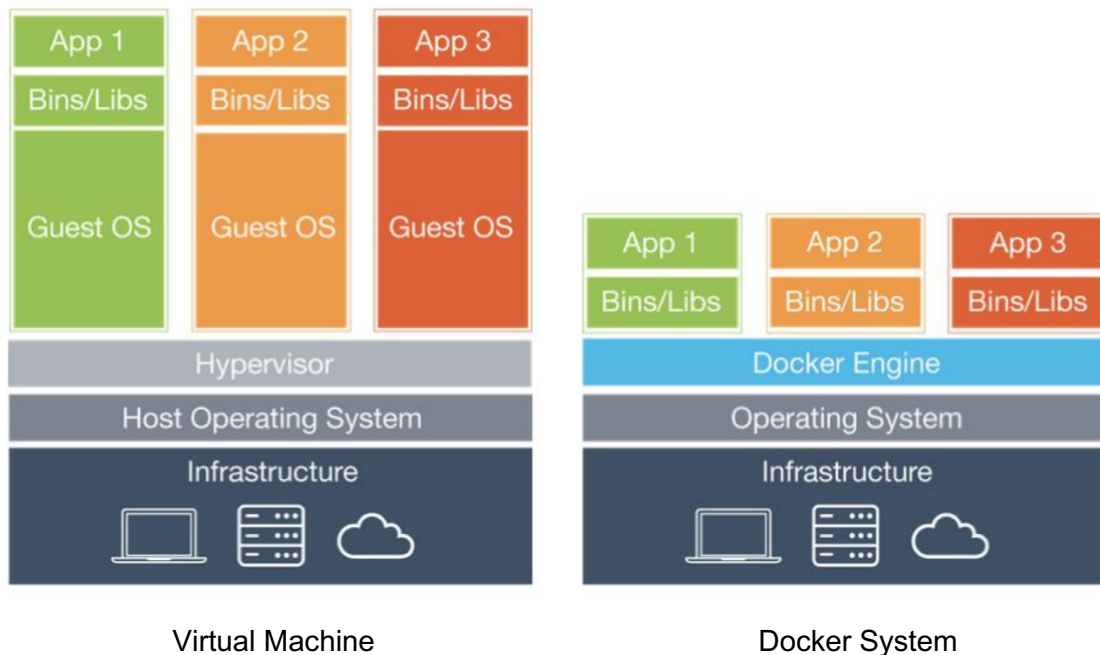 App 1
App 2
App 3
Bins/Libs
Bins/Libs
Bins/Libs
Guest OS
Guest OS
Guest OS
Hypervisor
Host Operating System
Infrastructure
Virtual Machine
App 1
App 2
App 3
Bins/Libs
Bins/Libs
Bins/Libs
Docker Engine
Operating System
Infrastructure
Docker System